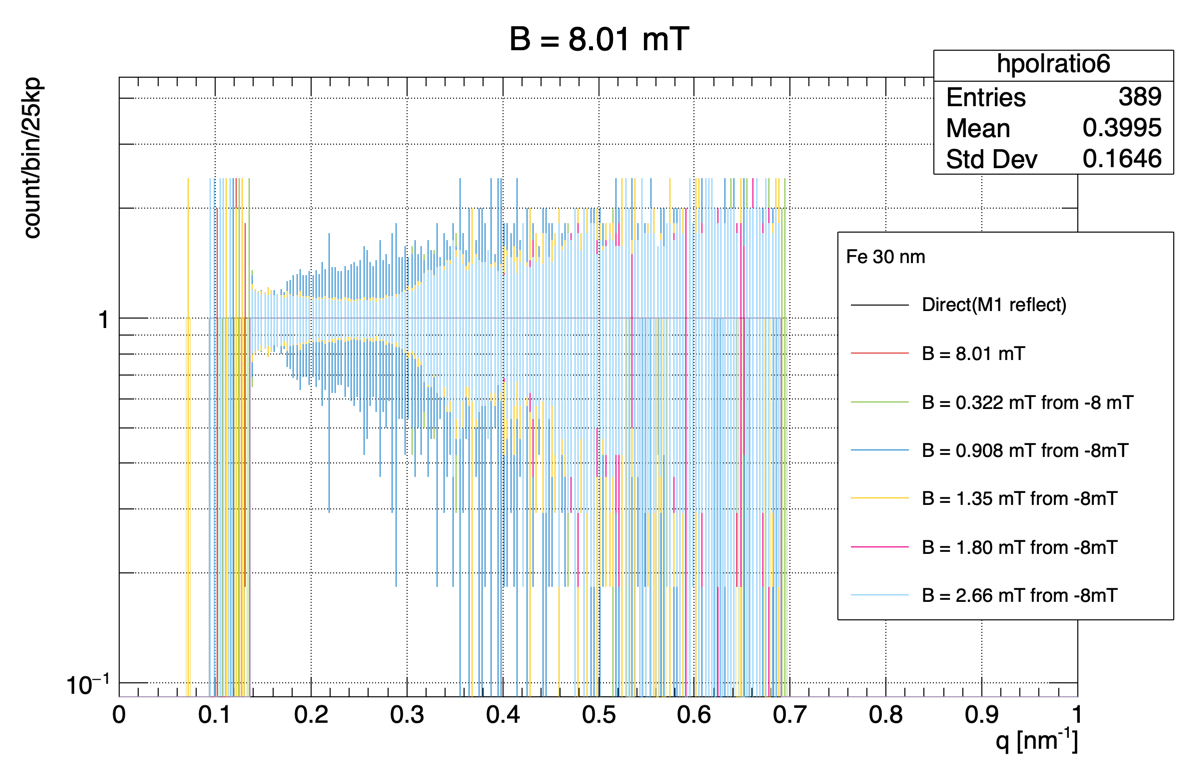 B = 8.01 mT
hpolratio6
Entries 389
Mean 0.3995
Std Dev 0.1646
count/bin/25kp
1
10⁻¹
Fe 30 nm
Direct(M1 reflect)
B = 8.01 mT
B = 0.322 mT from -8 mT
B = 0.908 mT from -8mT
B = 1.35 mT from -8mT
B = 1.80 mT from -8mT
B = 2.66 mT from -8mT
0 0.1 0.2 0.3 0.4 0.5 0.6 0.7 0.8 0.9 1
q [nm⁻¹]